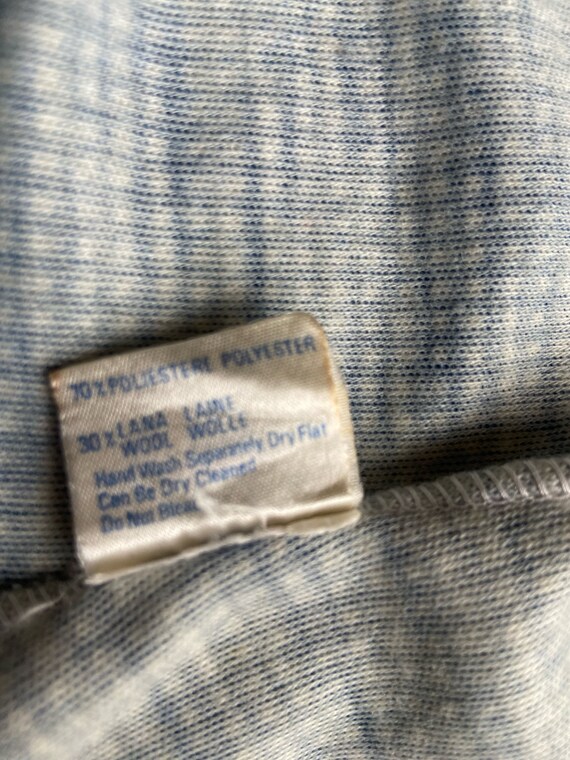 70% POLIESTERE POLYESTER
30% LANA LAINE
WOOL WOLLE
Hand Wash Separately Dry Flat
Can Be Dry Cleaned
Do Not